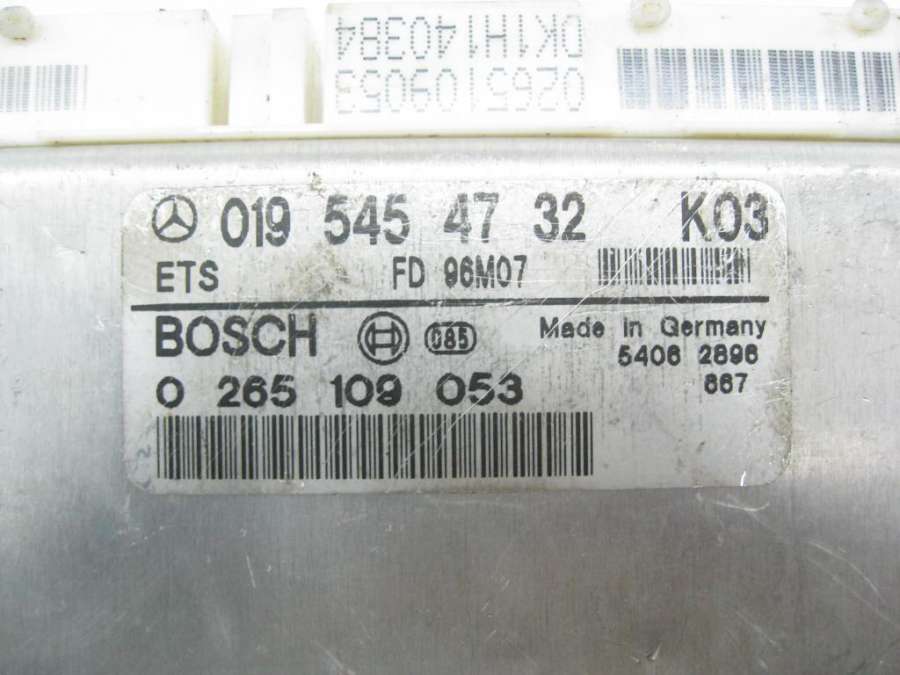 DK1H140384
0265109053
019 545 47 32 K03
ETS FD 96M07
BOSCH 085 Made in Germany
5406 2896
0 265 109 053 867